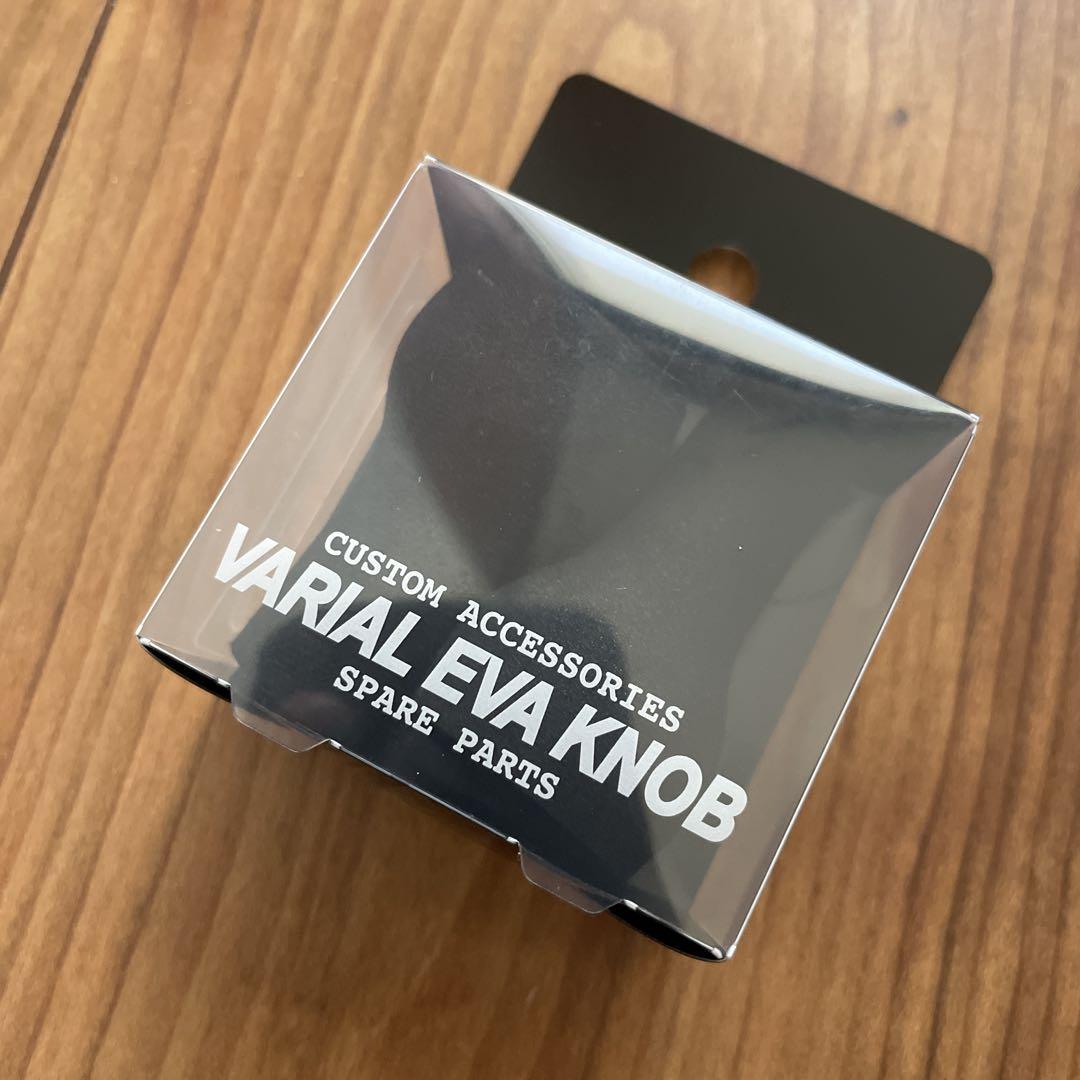 CUSTOM ACCESSORIES
VARIAL EVA KNOB
SPARE PARTS